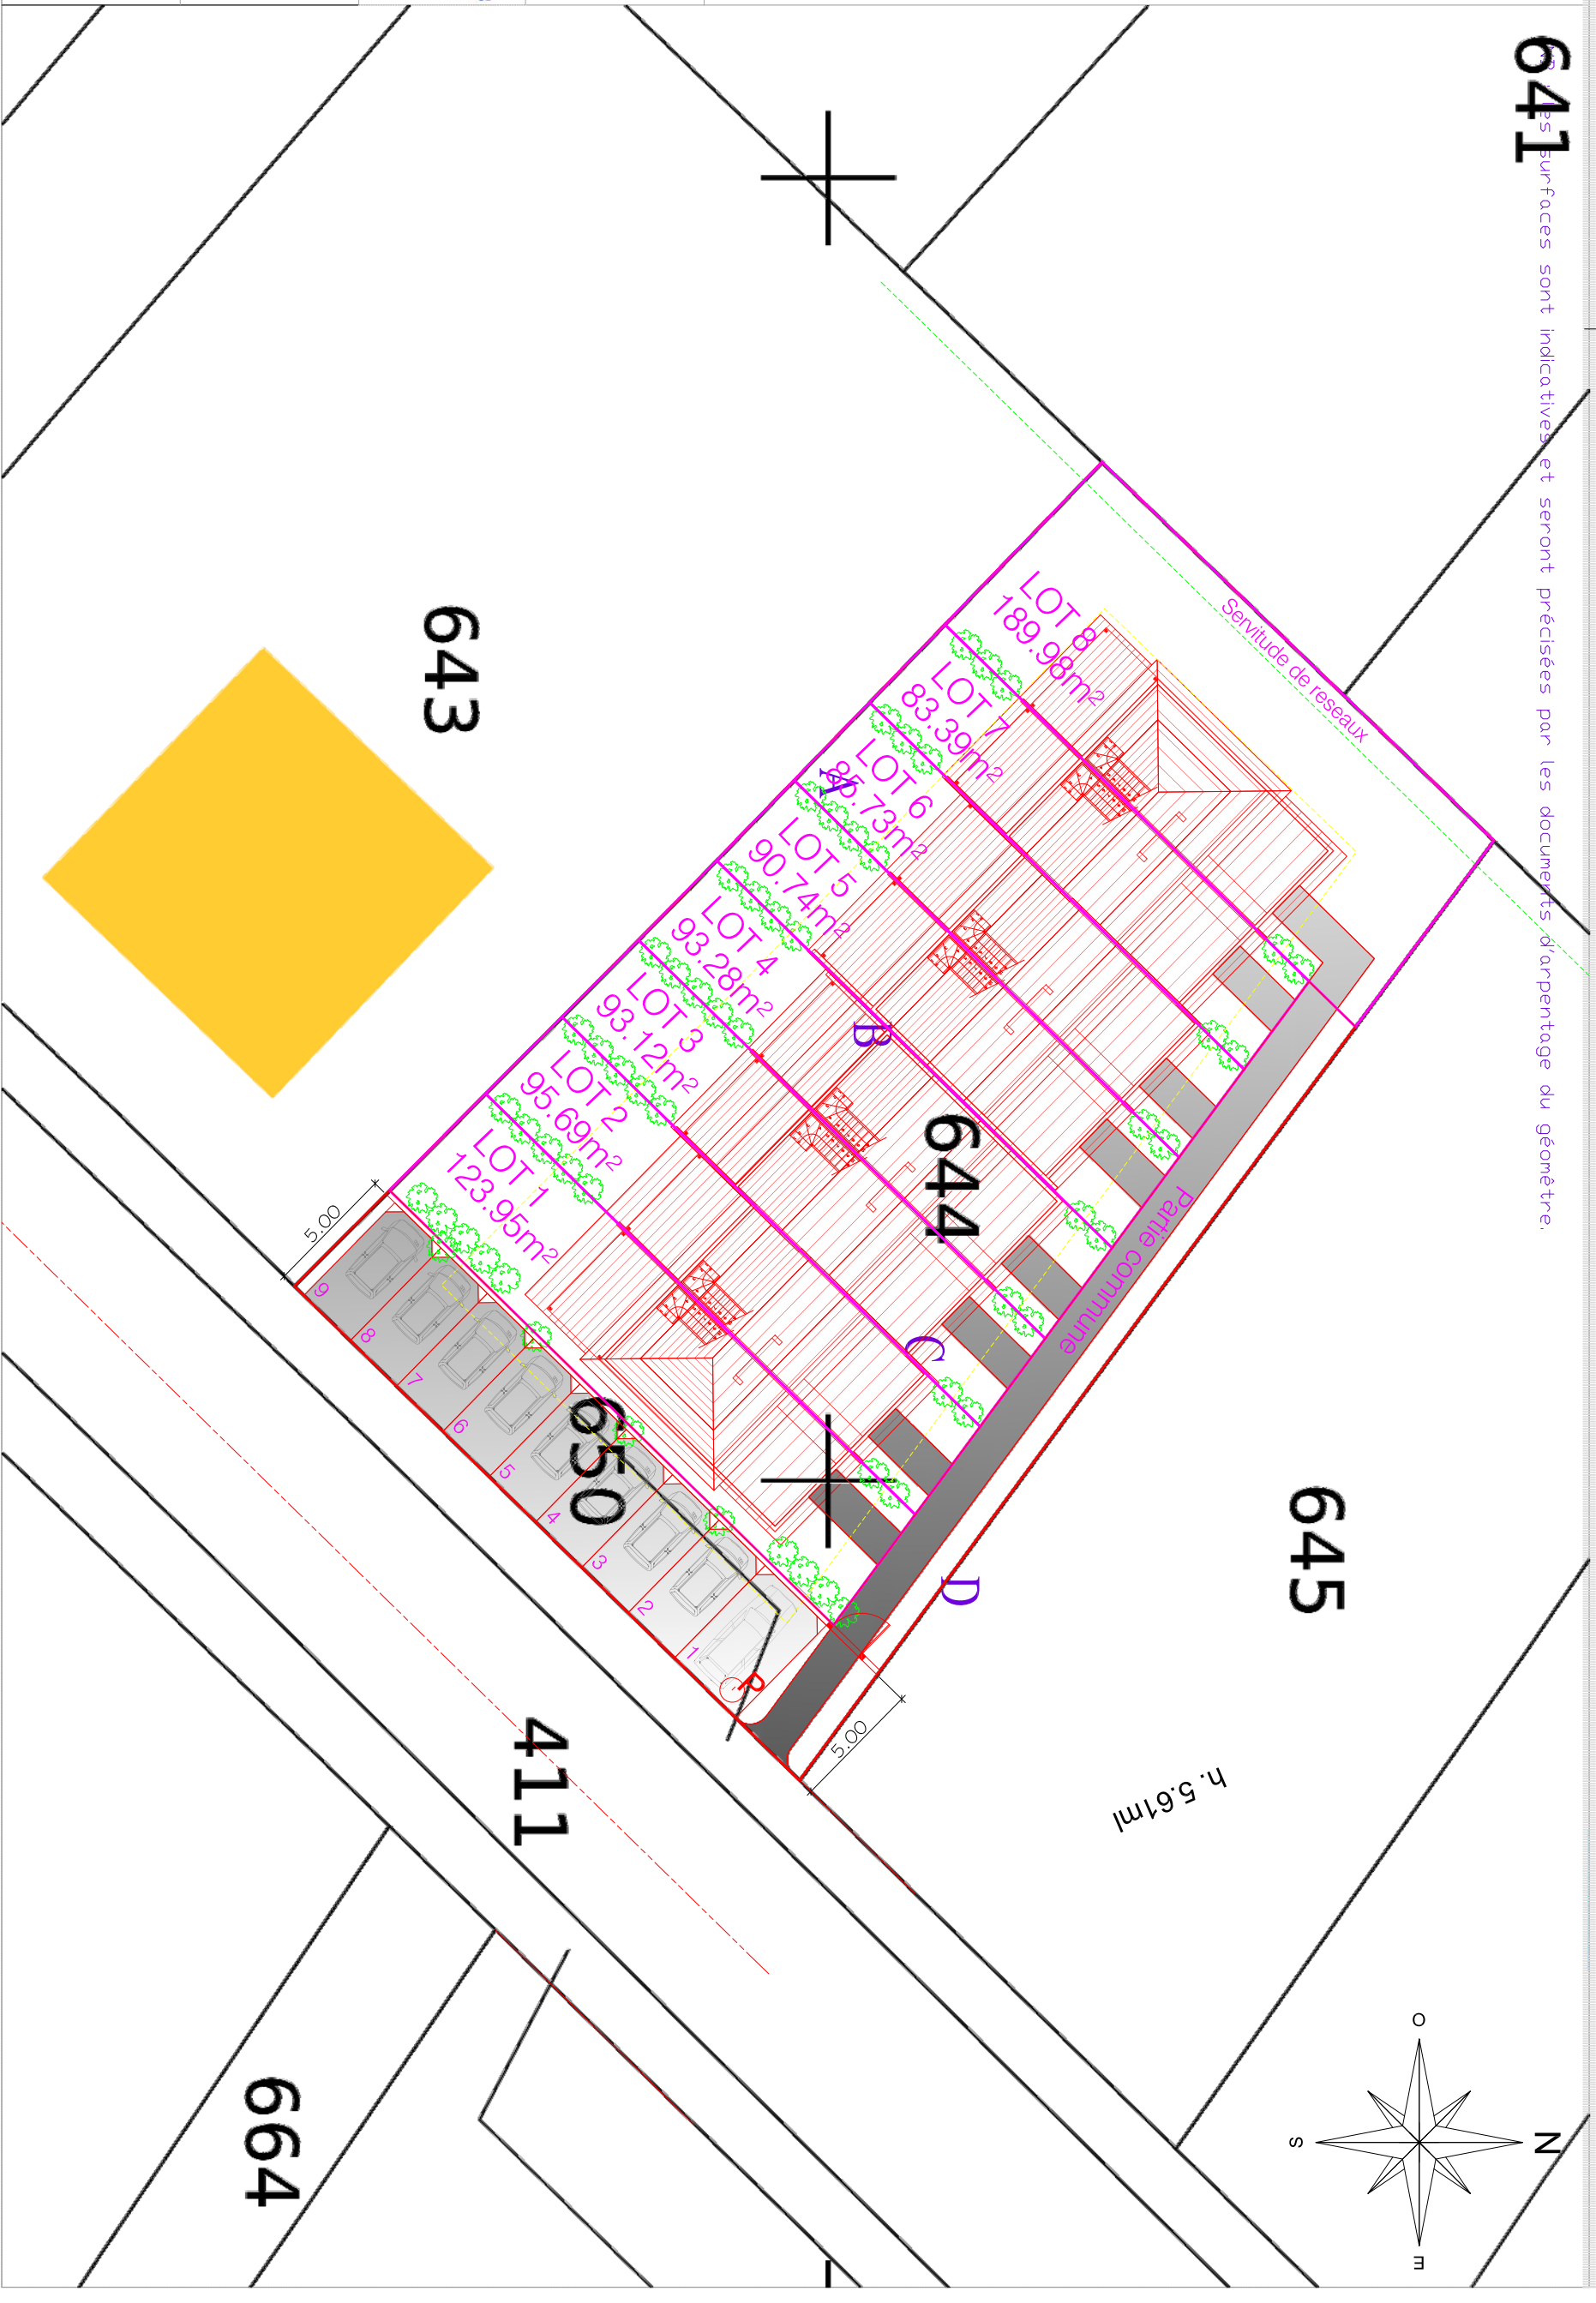 641
les surfaces sont indicatives et seront précisées par les documents d'arpentage du géomètre.
Servitude de reseaux
643
LOT 8
189.98m²
LOT 7
83.39m²
LOT 6
85.73m²
LOT 5
90.74m²
LOT 4
93.28m²
LOT 3
93.12m²
LOT 2
95.69m²
LOT 1
123.95m²
A
B
C
D
644
Partie commune
645
650
5.00
9
8
7
6
5
4
3
2
1
P
5.00
h. 5.61ml
411
664
O
N
S
E